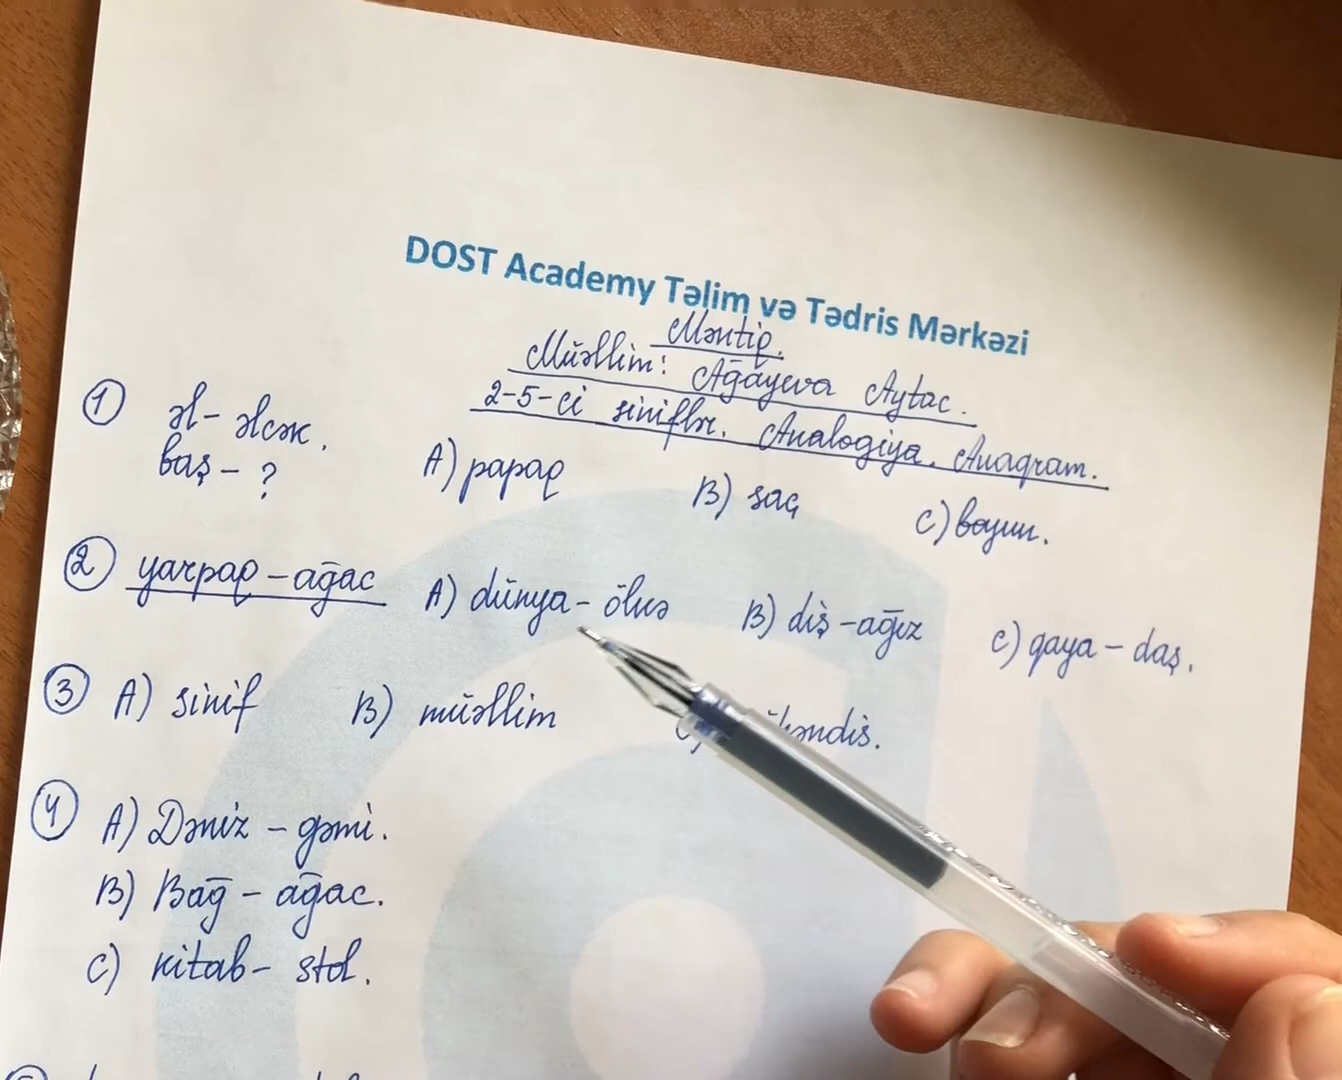 DOST Academy Təlim və Tədris Mərkəzi
Məntiq.
Müəllim: Ağayeva Aytac.
2-5-ci siniflər. Analogiya. Anaqram.
1 əl - əlcək.
baş - ? A) papaq B) saç C) boyun.
2 yarpaq - ağac A) dünya - ölkə B) diş - ağız C) qaya - daş.
3 A) sinif B) müəllim
4 A) Dəniz - gəmi.
B) Bağ - ağac.
C) kitab - stol.